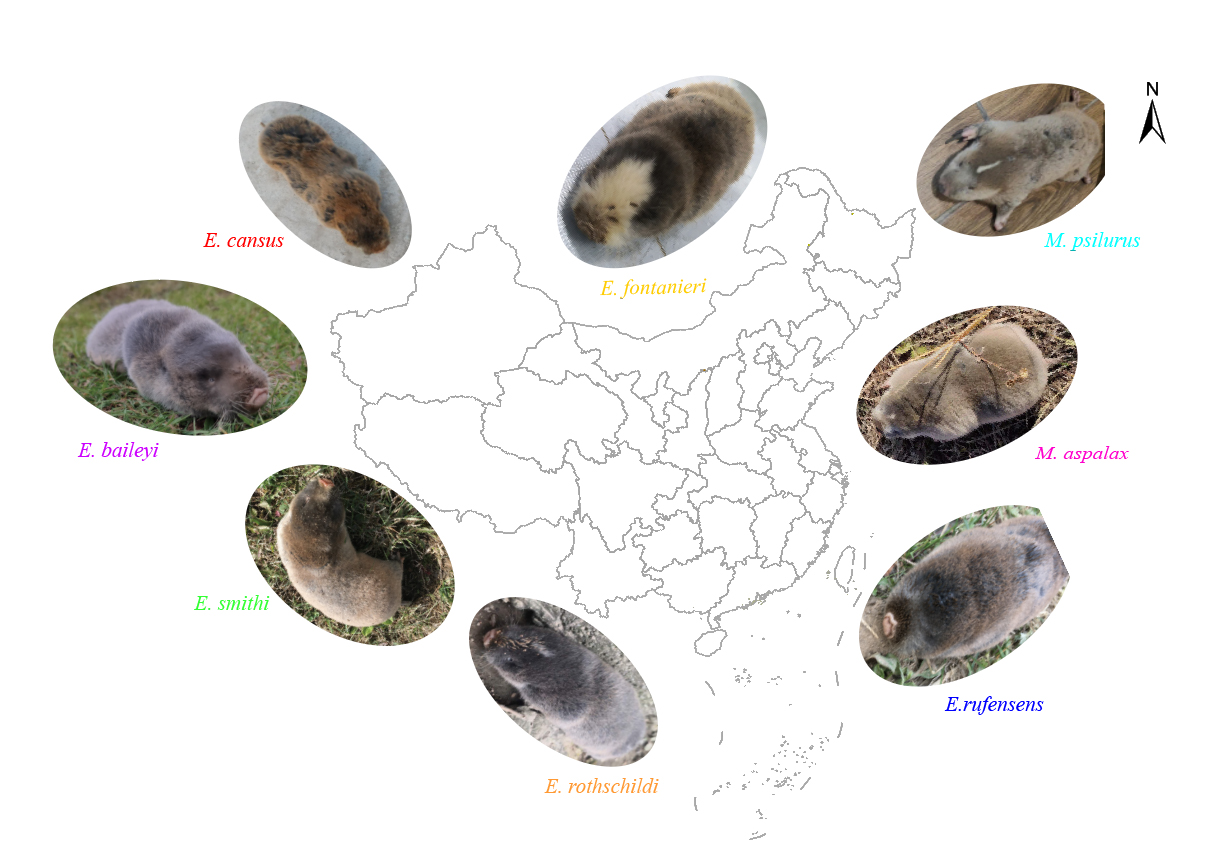 N
E. cansus
M. psilurus
E. fontanieri
E. baileyi
M. aspalax
E. smithi
E.rufensens
E. rothschildi